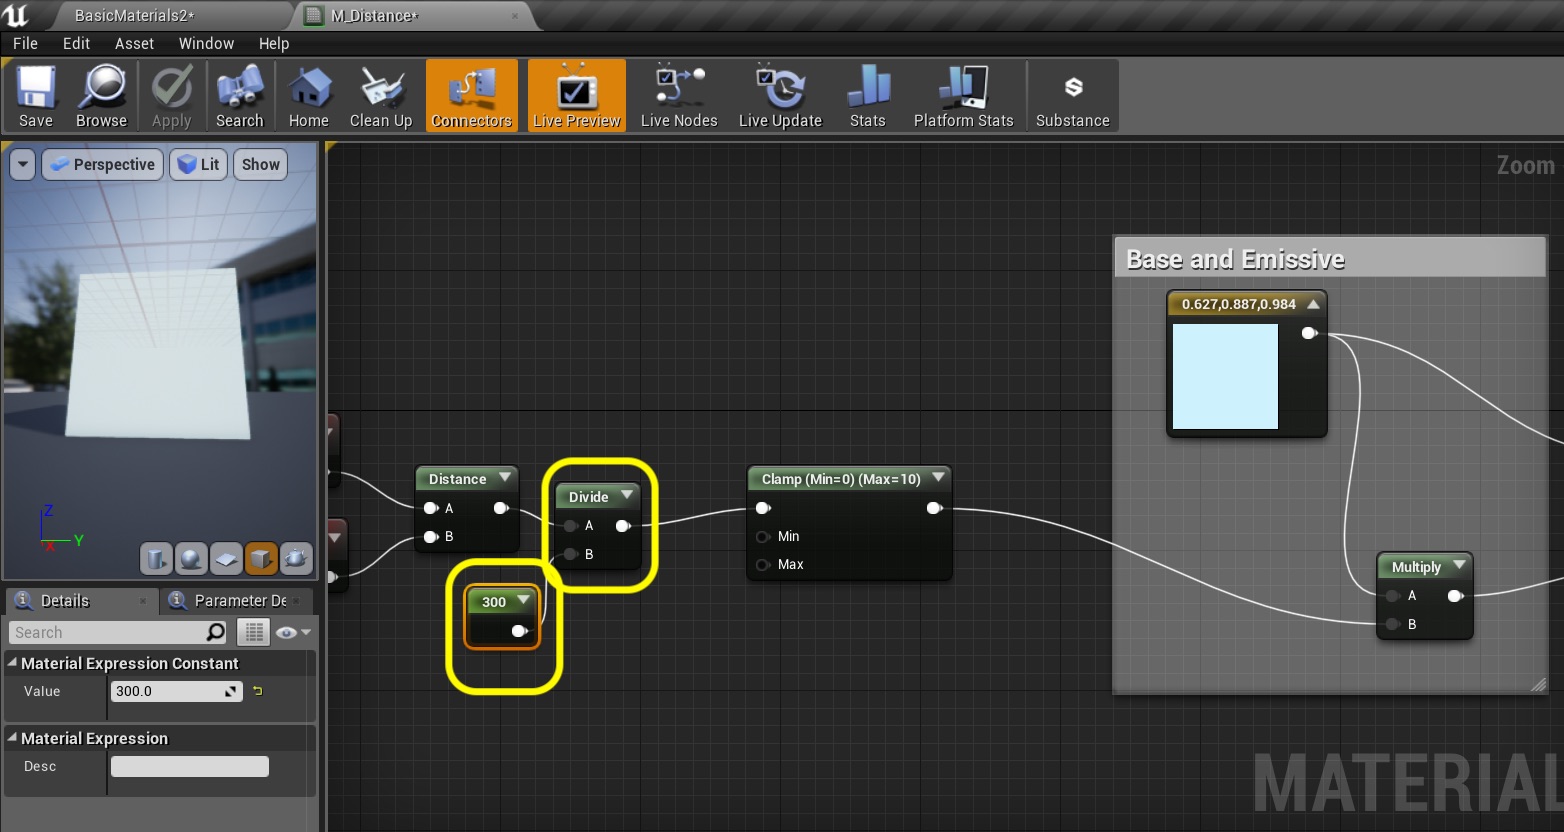 BasicMaterials2*
M_Distance*
File Edit Asset Window Help
Save Browse Apply Search Home Clean Up Connectors Live Preview Live Nodes Live Update Stats Platform Stats Substance
Perspective Lit Show
Zoom
Base and Emissive
0.627,0.887,0.984
Distance
A
B
Divide
A
B
300
Clamp (Min=0) (Max=10)
Min
Max
Multiply
A
B
Z
Y
X
Details
Parameter De
Search
Material Expression Constant
Value 300.0
Material Expression
Desc
MATERIAL